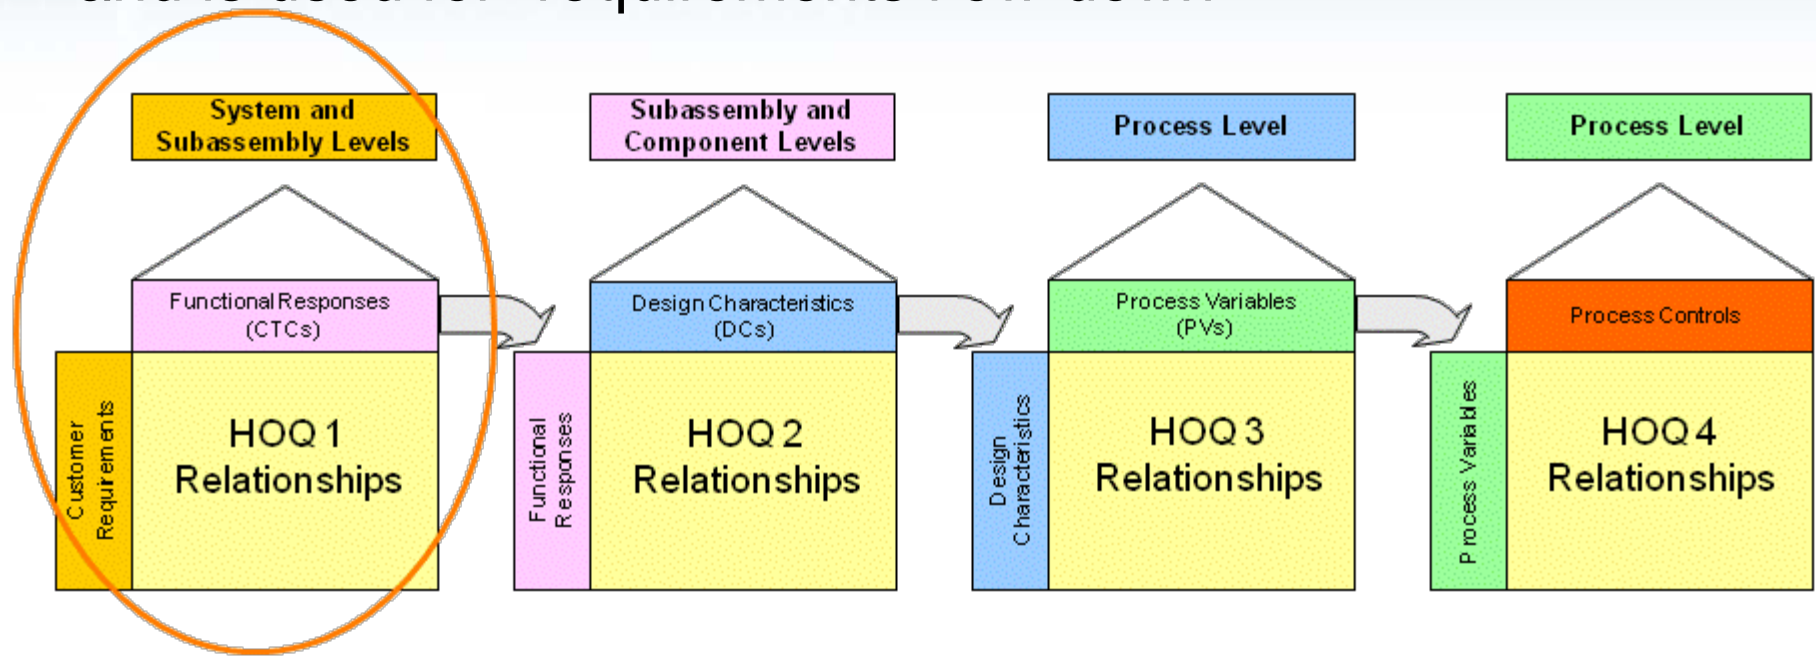 System and
Subassembly Levels
Subassembly and
Component Levels
Process Level
Process Level
Functional Responses
(CTCs)
Design Characteristics
(DCs)
Process Variables
(PVs)
Process Controls
Customer
Requirements
HOQ 1
Relationships
Functional
Responses
HOQ 2
Relationships
Design
Characteristics
HOQ 3
Relationships
Process Variables
HOQ 4
Relationships